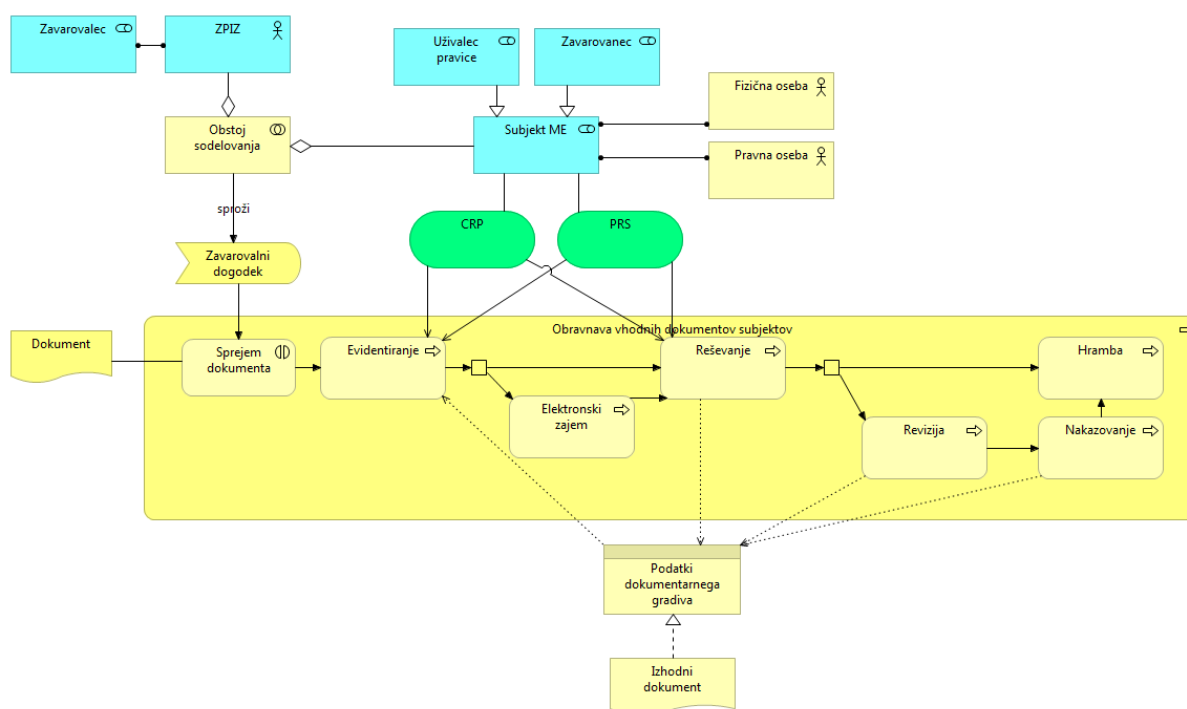 Zavarovalec
ZPIZ
Uživalec
pravice
Zavarovanec
Fizična oseba
Obstoj
sodelovanja
Subjekt ME
Pravna oseba
sproži
CRP
PRS
Zavarovalni
dogodek
Obravnava vhodnih dokumentov subjektov
Dokument
Sprejem
dokumenta
Evidentiranje
Reševanje
Hramba
Elektronski
zajem
Revizija
Nakazovanje
Podatki
dokumentarnega
gradiva
Izhodni
dokument